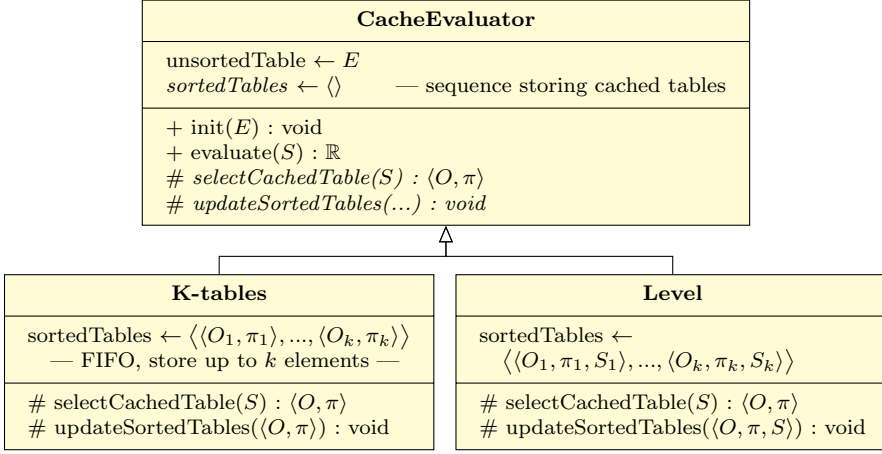 CacheEvaluator
unsortedTable ← E
sortedTables ← ⟨⟩ — sequence storing cached tables
+ init(E) : void
+ evaluate(S) : ℝ
# selectCachedTable(S) : ⟨O, π⟩
# updateSortedTables(...) : void
K-tables
sortedTables ← ⟨⟨O₁, π₁⟩, ..., ⟨Oₖ, πₖ⟩⟩
— FIFO, store up to k elements —
# selectCachedTable(S) : ⟨O, π⟩
# updateSortedTables(⟨O, π⟩) : void
Level
sortedTables ←
⟨⟨O₁, π₁, S₁⟩, ..., ⟨Oₖ, πₖ, Sₖ⟩⟩
# selectCachedTable(S) : ⟨O, π⟩
# updateSortedTables(⟨O, π, S⟩) : void